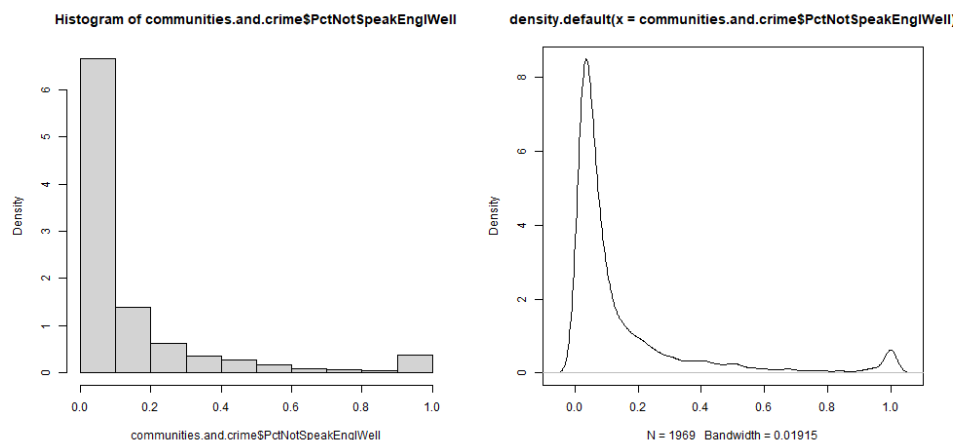 Histogram of communities.and.crime$PctNotSpeakEnglWell
Density
0
1
2
3
4
5
6
0.0 0.2 0.4 0.6 0.8 1.0
communities.and.crime$PctNotSpeakEnglWell
density.default(x = communities.and.crime$PctNotSpeakEnglWell)
Density
0
2
4
6
8
0.0 0.2 0.4 0.6 0.8 1.0
N = 1969 Bandwidth = 0.01915